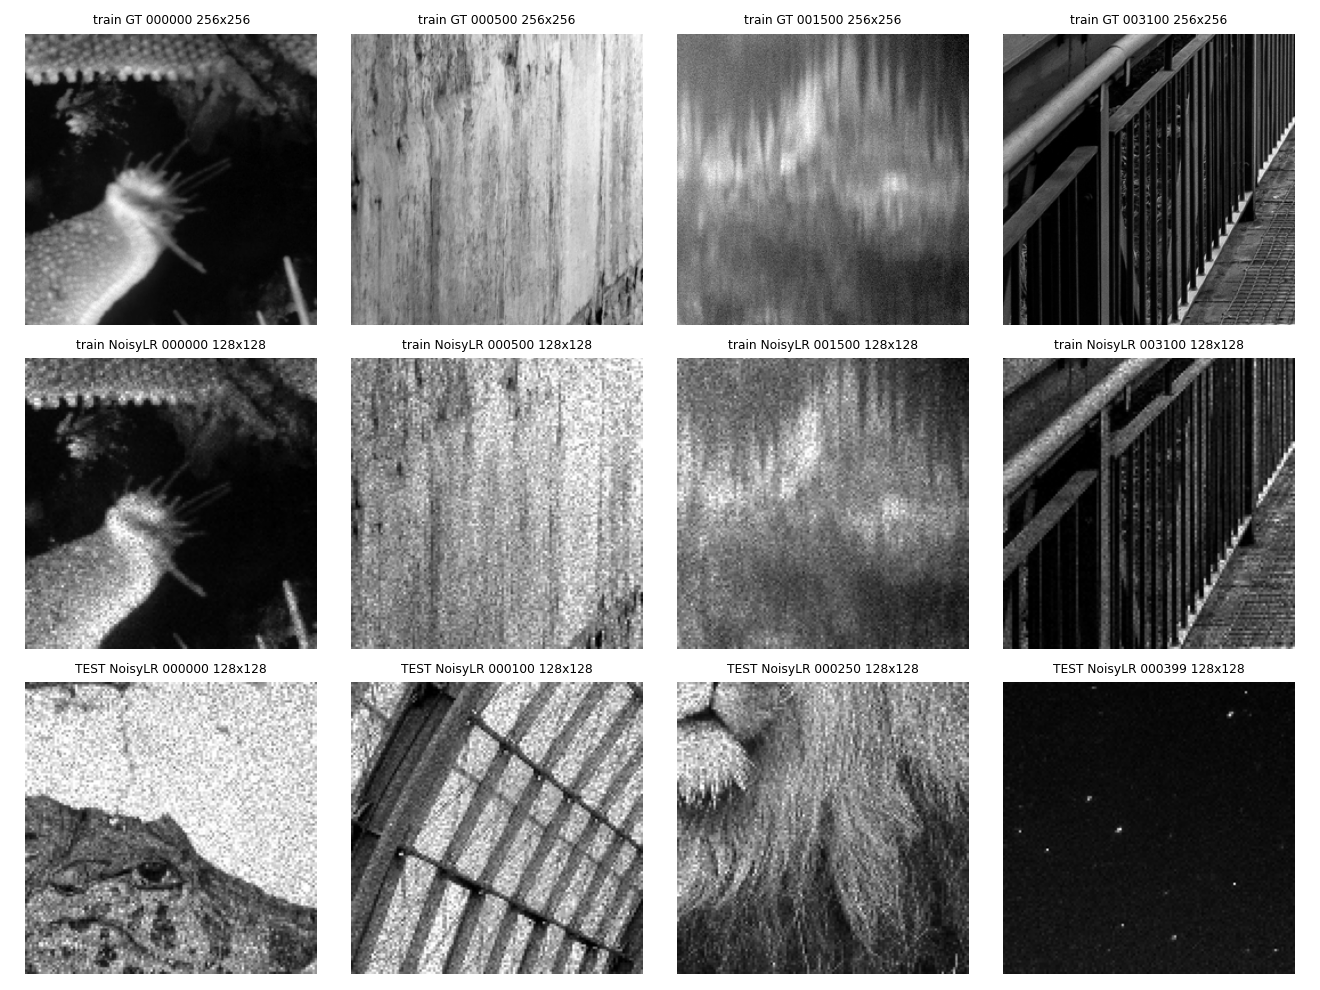 train GT 000000 256x256
train GT 000500 256x256
train GT 001500 256x256
train GT 003100 256x256
train NoisyLR 000000 128x128
train NoisyLR 000500 128x128
train NoisyLR 001500 128x128
train NoisyLR 003100 128x128
TEST NoisyLR 000000 128x128
TEST NoisyLR 000100 128x128
TEST NoisyLR 000250 128x128
TEST NoisyLR 000399 128x128